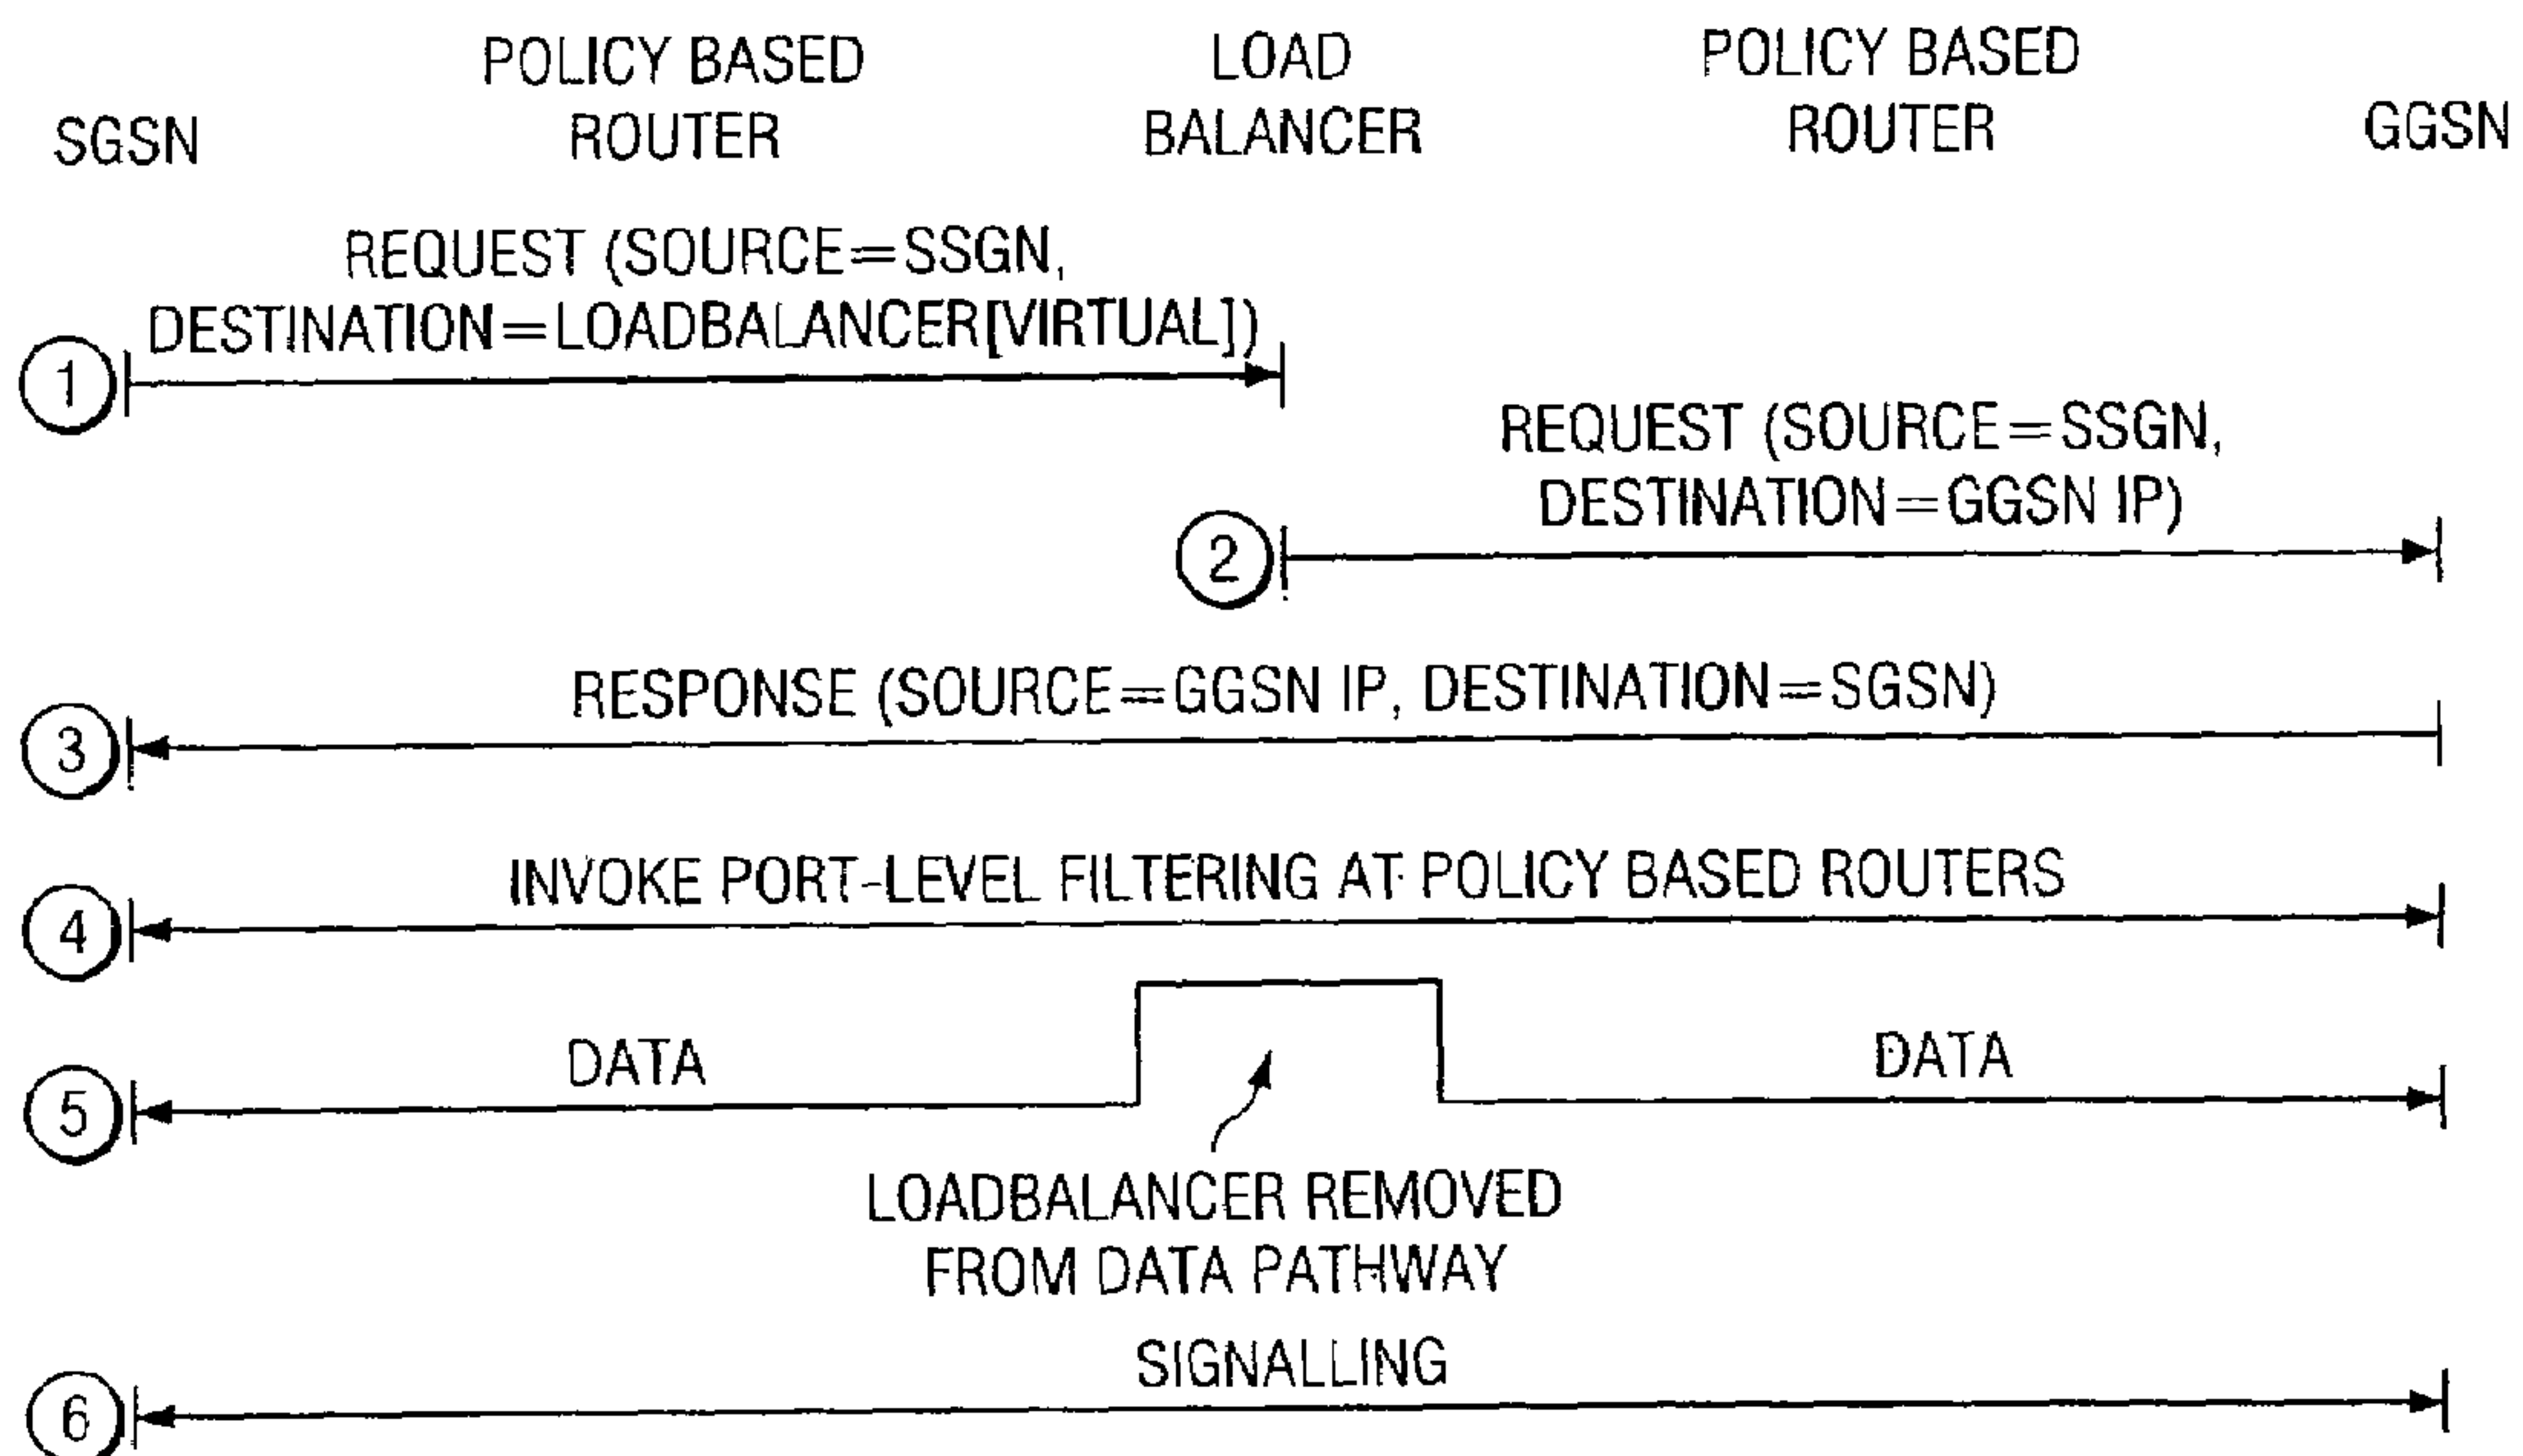 SGSN
POLICY BASED
ROUTER
LOAD
BALANCER
POLICY BASED
ROUTER
GGSN
REQUEST (SOURCE=SSGN,
DESTINATION=LOADBALANCER[VIRTUAL])
1
REQUEST (SOURCE=SSGN,
DESTINATION=GGSN IP)
2
RESPONSE (SOURCE=GGSN IP, DESTINATION=SGSN)
3
INVOKE PORT-LEVEL FILTERING AT POLICY BASED ROUTERS
4
DATA
DATA
5
LOADBALANCER REMOVED
FROM DATA PATHWAY
SIGNALLING
6